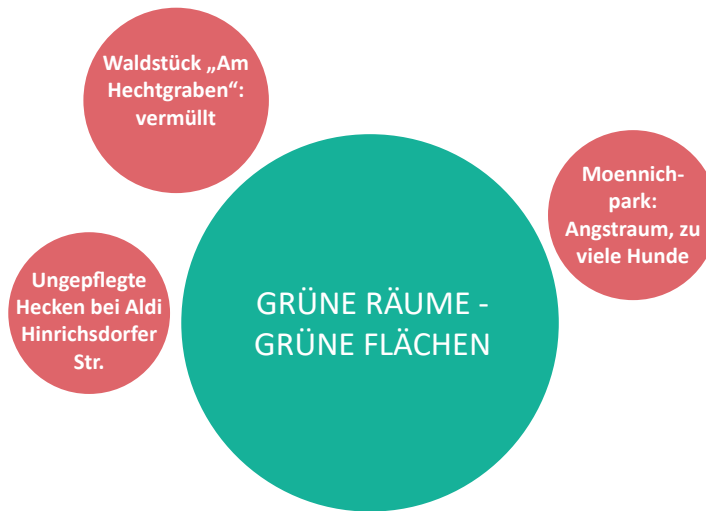 Waldstück „Am
Hechtgraben“:
vermüllt
Moennich-
park:
Angstraum, zu
viele Hunde
Ungepflegte
Hecken bei Aldi
Hinrichsdorfer
Str.
GRÜNE RÄUME -
GRÜNE FLÄCHEN